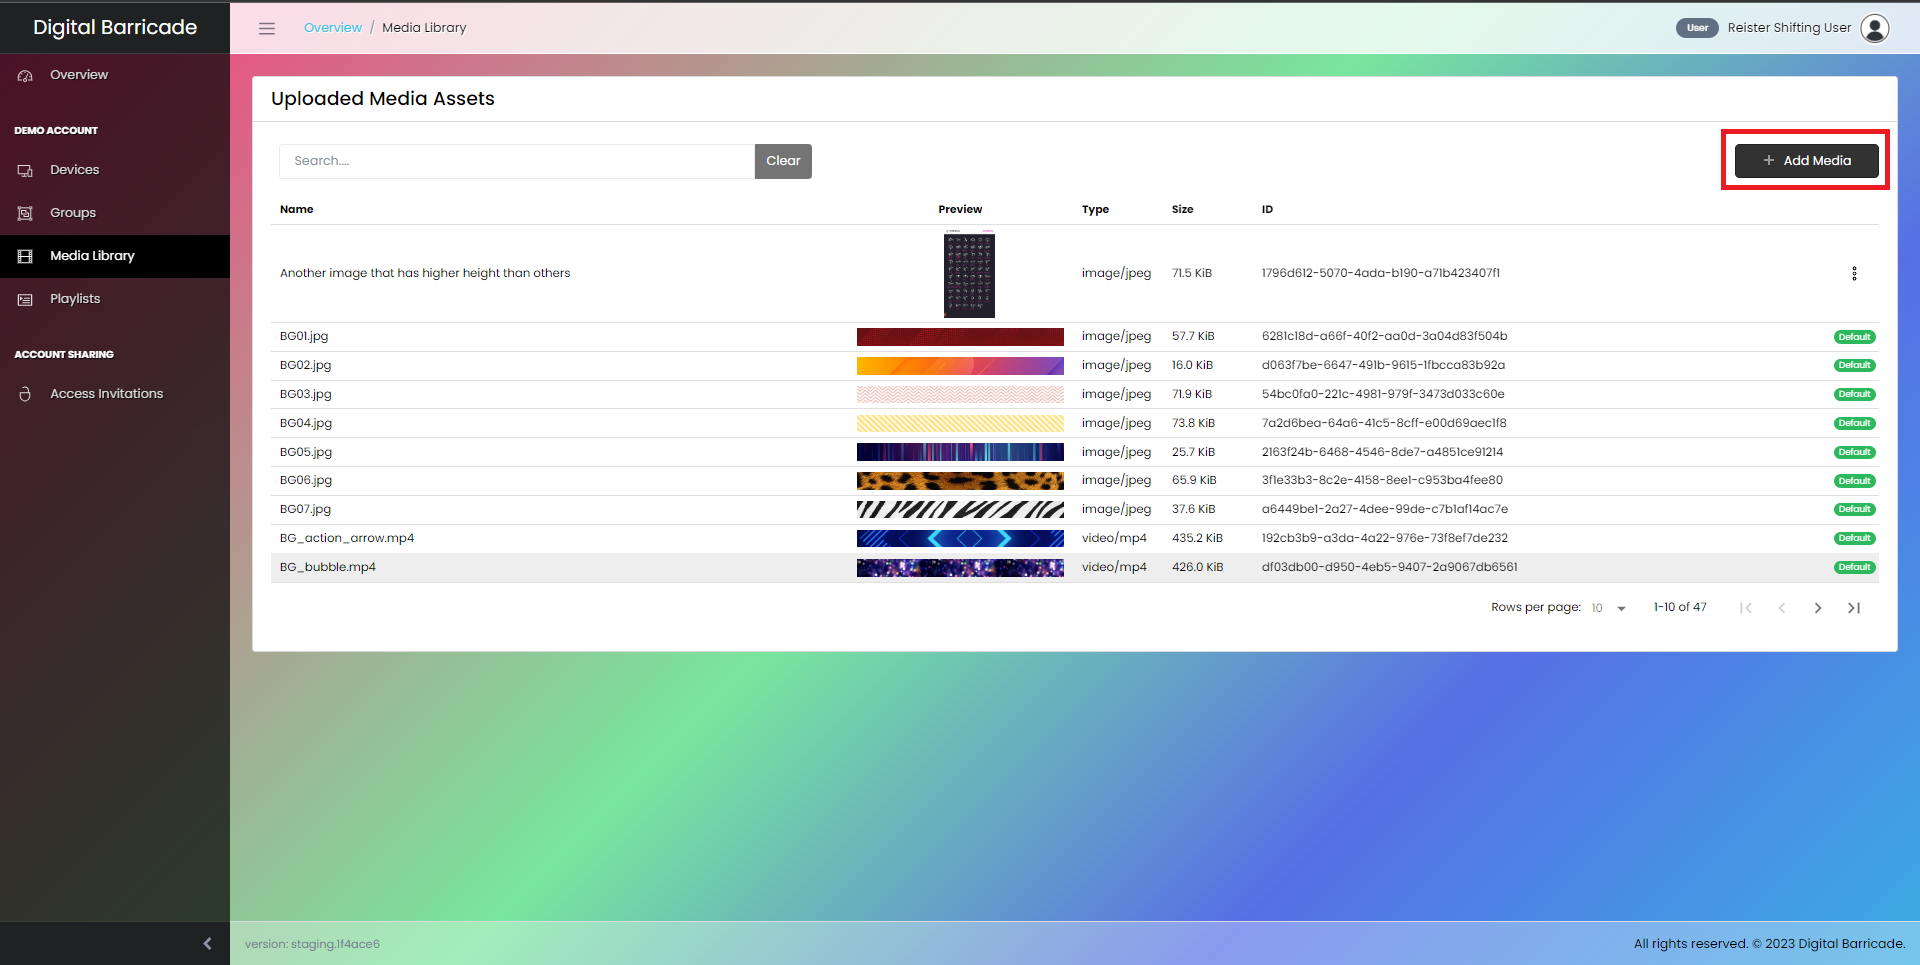 Digital Barricade
Overview / Media Library
User Reister Shifting User
Overview
DEMO ACCOUNT
Devices
Groups
Media Library
Playlists
ACCOUNT SHARING
Access Invitations
Uploaded Media Assets
Search.... Clear
+ Add Media
Name Preview Type Size ID
Another image that has higher height than others image/jpeg 71.5 KiB 1796d612-5070-4ada-b190-a71b423407f1
BG01.jpg image/jpeg 57.7 KiB 6281c18d-a66f-40f2-aa0d-3a04d83f504b Default
BG02.jpg image/jpeg 16.0 KiB d063f7be-6647-491b-9615-1fbcca83b92a Default
BG03.jpg image/jpeg 71.9 KiB 54bc0fa0-221c-4981-979f-3473d033c60e Default
BG04.jpg image/jpeg 73.8 KiB 7a2d6bea-64a6-41c5-8cff-e00d69aec1f8 Default
BG05.jpg image/jpeg 25.7 KiB 2163f24b-6468-4546-8de7-a4851ce91214 Default
BG06.jpg image/jpeg 65.9 KiB 3f1e33b3-8c2e-4158-8ee1-c953ba4fee80 Default
BG07.jpg image/jpeg 37.6 KiB a6449be1-2a27-4dee-99de-c7b1af14ac7e Default
BG_action_arrow.mp4 video/mp4 435.2 KiB 192cb3b9-a3da-4a22-976e-73f8ef7de232 Default
BG_bubble.mp4 video/mp4 426.0 KiB df03db00-d950-4eb5-9407-2a9067db6561 Default
Rows per page: 10 1-10 of 47
version: staging.1f4ace6
All rights reserved. © 2023 Digital Barricade.